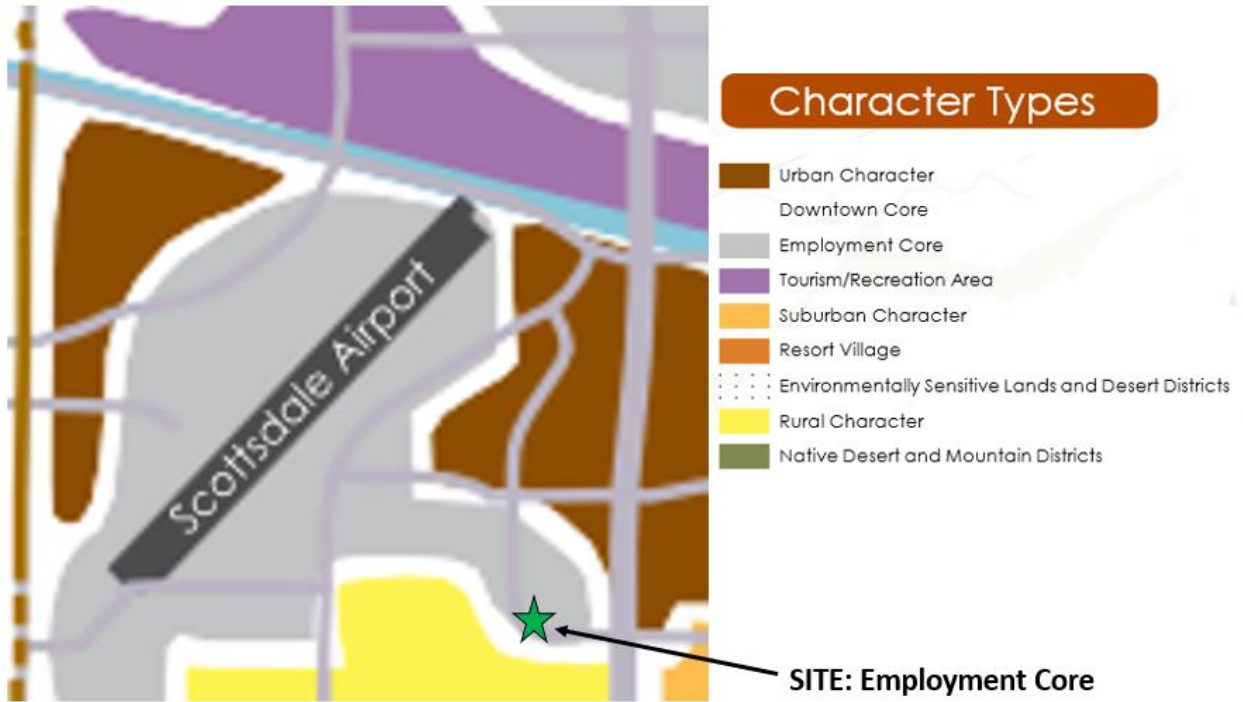 Scottsdale Airport
Character Types
Urban Character
Downtown Core
Employment Core
Tourism/Recreation Area
Suburban Character
Resort Village
Environmentally Sensitive Lands and Desert Districts
Rural Character
Native Desert and Mountain Districts
SITE: Employment Core